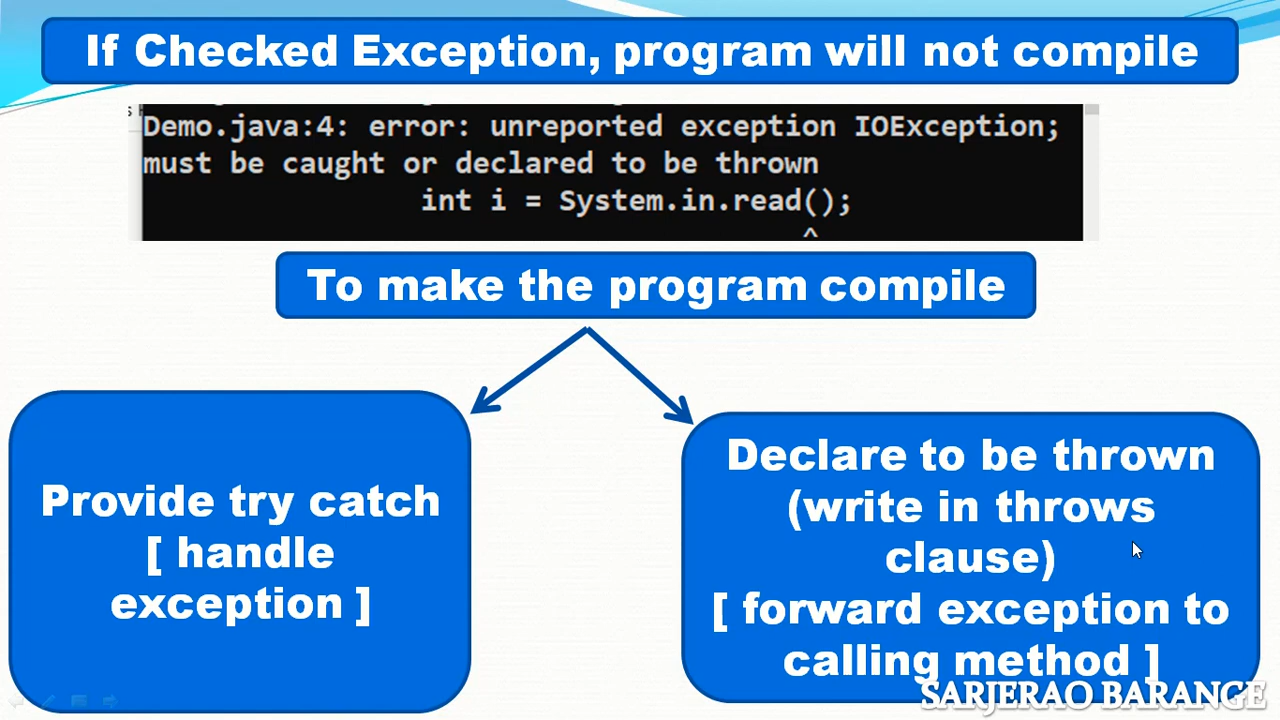 If Checked Exception, program will not compile
Demo.java:4: error: unreported exception IOException;
must be caught or declared to be thrown
int i = System.in.read();
^
To make the program compile
Provide try catch
[ handle
exception ]
Declare to be thrown
(write in throws
clause)
[ forward exception to
calling method ]
SARJERAO BARANGE